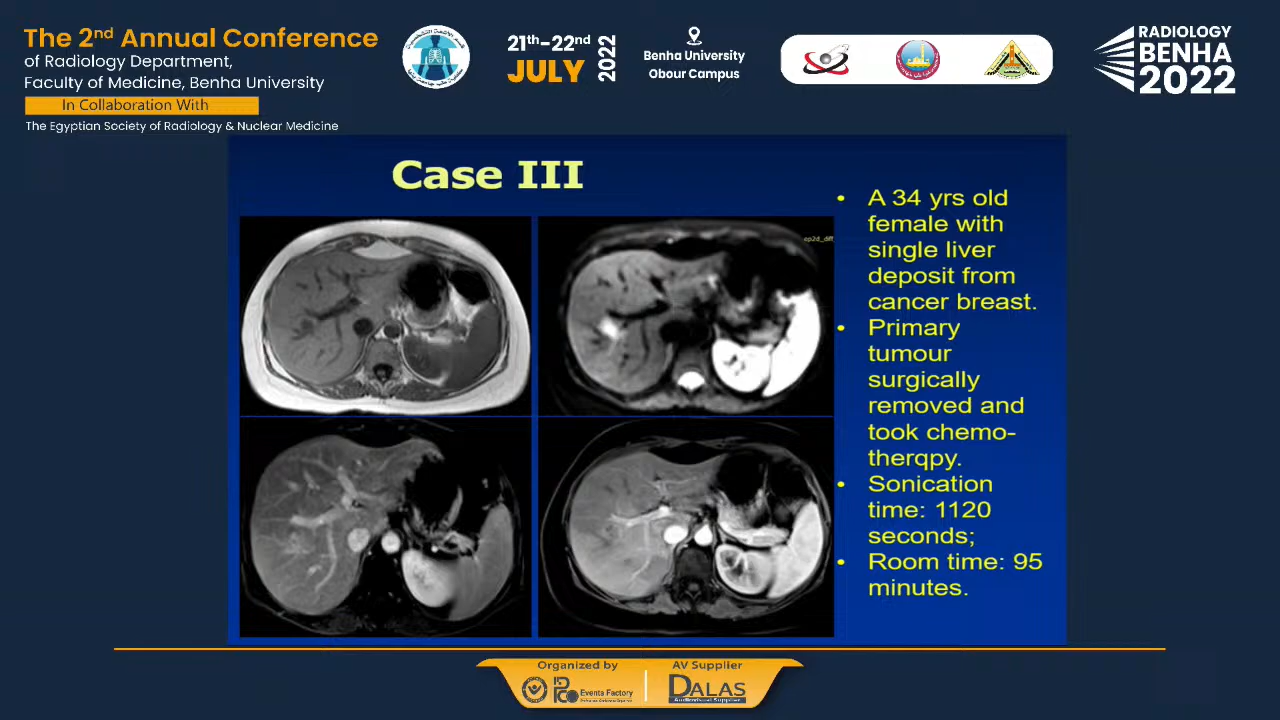 The 2nd Annual Conference
of Radiology Department,
Faculty of Medicine, Benha University
In Collaboration With
The Egyptian Society of Radiology & Nuclear Medicine
21th-22nd
JULY
2022
Benha University
Obour Campus
RADIOLOGY
BENHA
2022
Case III
• A 34 yrs old
female with
single liver
deposit from
cancer breast.
• Primary
tumour
surgically
removed and
took chemo-
therqpy.
• Sonication
time: 1120
seconds;
• Room time: 95
minutes.
Organized by
Events Factory
AV Supplier
DALAS
Audiovisual Supplier